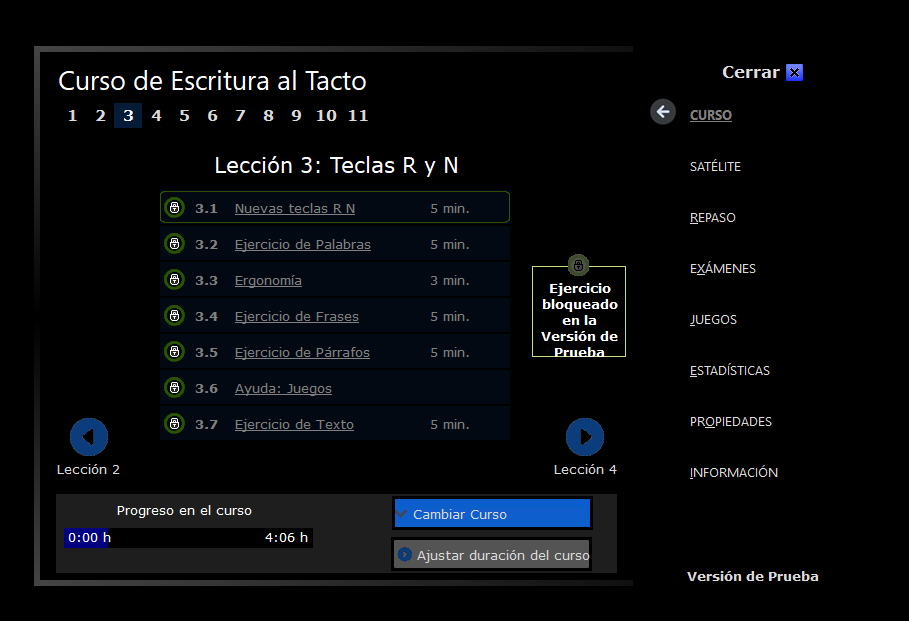 Cerrar
Curso de Escritura al Tacto
1 2 3 4 5 6 7 8 9 10 11
CURSO
Lección 3: Teclas R y N
SATÉLITE
3.1 Nuevas teclas R N 5 min.
REPASO
3.2 Ejercicio de Palabras 5 min.
3.3 Ergonomía 3 min.
EXÁMENES
3.4 Ejercicio de Frases 5 min.
JUEGOS
3.5 Ejercicio de Párrafos 5 min.
3.6 Ayuda: Juegos
3.7 Ejercicio de Texto 5 min.
Ejercicio
bloqueado
en la
Versión de
Prueba
ESTADÍSTICAS
PROPIEDADES
Lección 2
Lección 4
INFORMACIÓN
Progreso en el curso
0:00 h 4:06 h
Cambiar Curso
Ajustar duración del curso
Versión de Prueba